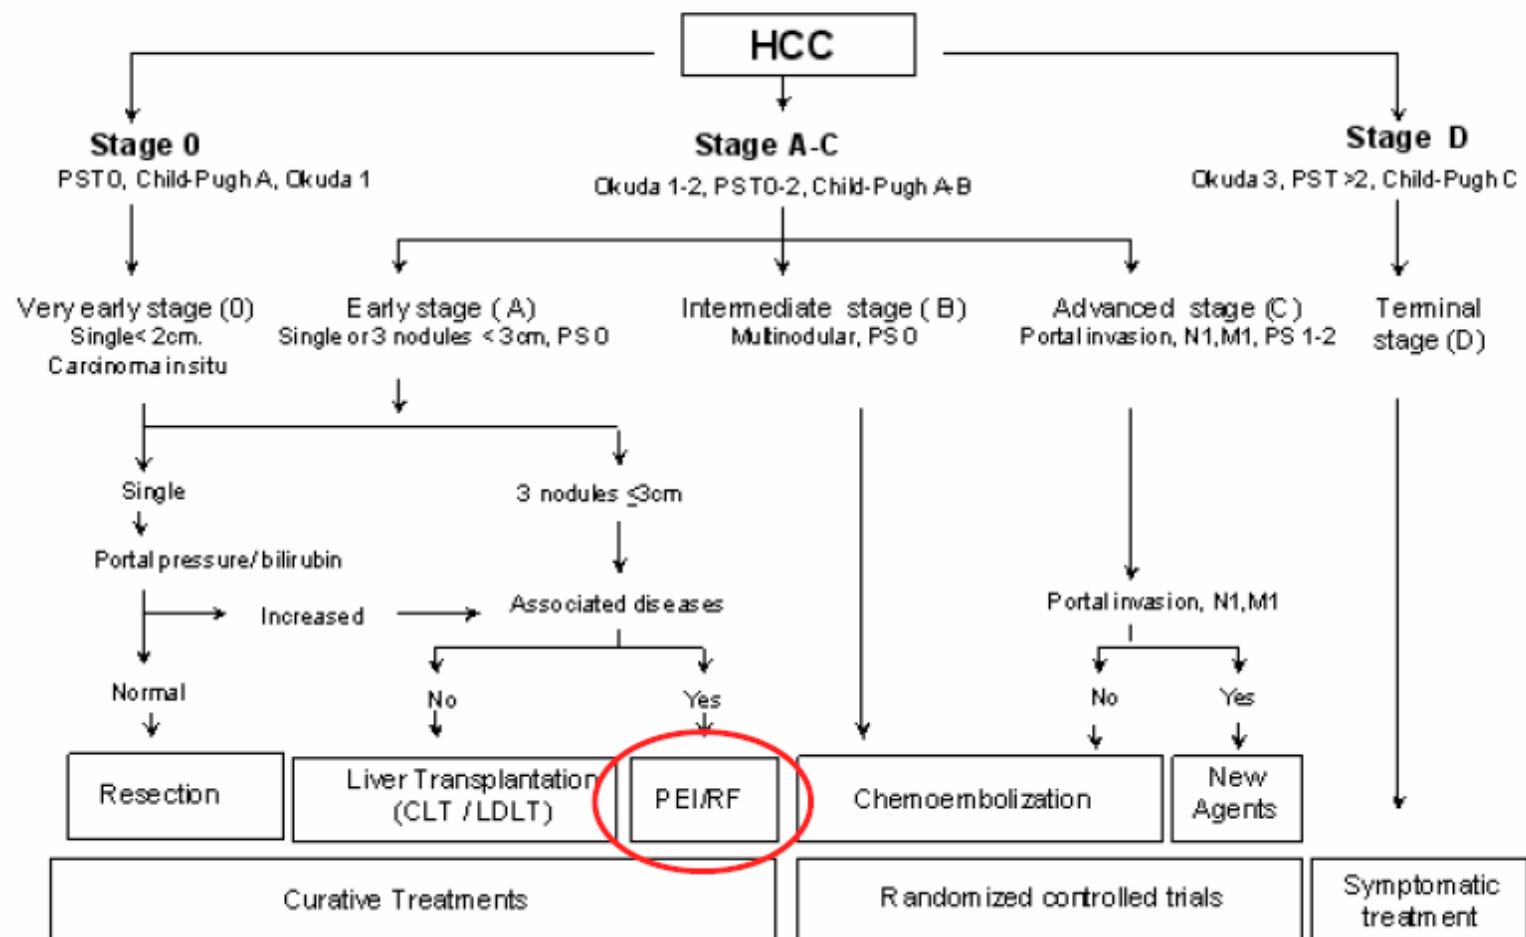 HCC
Stage 0
PST 0, Child-Pugh A, Okuda 1
Stage A-C
Okuda 1-2, PST 0-2, Child-Pugh A-B
Stage D
Okuda 3, PST >2, Child-Pugh C
Very early stage (0)
Single < 2cm.
Carcinoma in situ
Early stage (A)
Single or 3 nodules < 3cm, PS 0
Intermediate stage (B)
Multinodular, PS 0
Advanced stage (C)
Portal invasion, N1,M1, PS 1-2
Terminal
stage (D)
Single
3 nodules ≤3cm
Portal pressure/ bilirubin
Increased
Associated diseases
Portal invasion, N1,M1
Normal
No
Yes
No
Yes
Resection
Liver Transplantation
(CLT / LDLT)
PEI/RF
Chemoembolization
New
Agents
Curative Treatments
Randomized controlled trials
Symptomatic
treatment